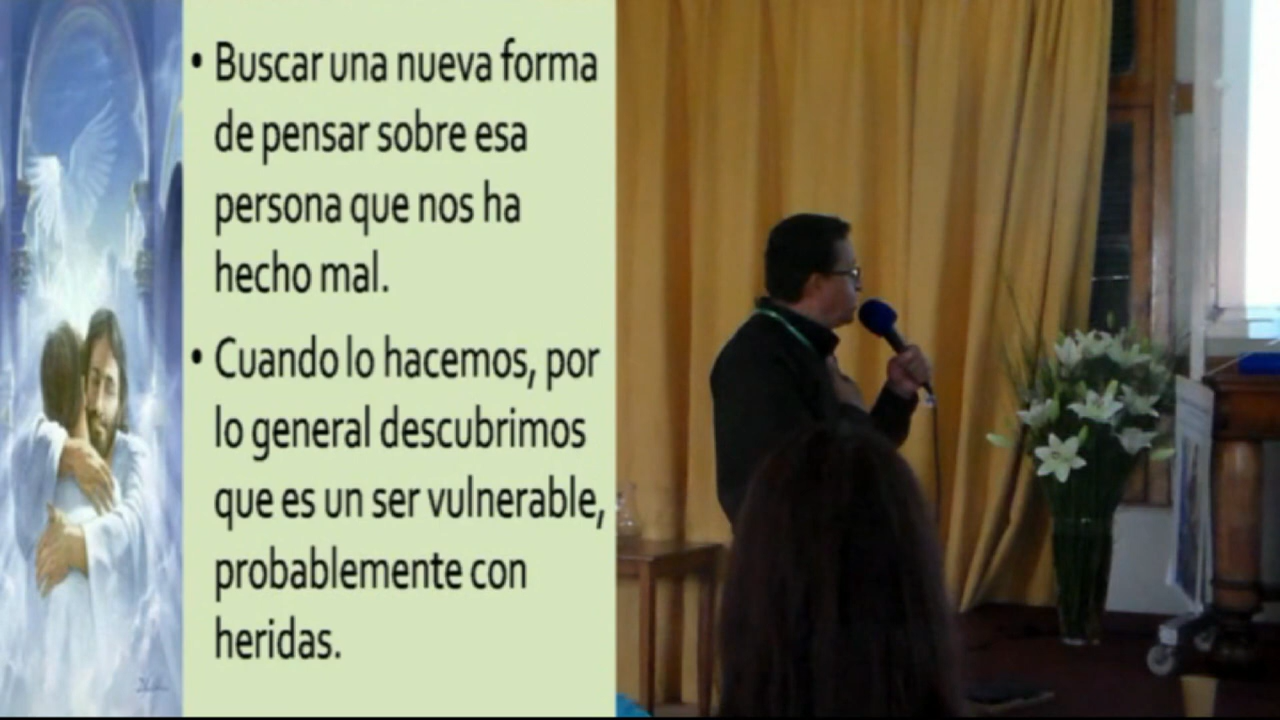 • Buscar una nueva forma
de pensar sobre esa
persona que nos ha
hecho mal.
• Cuando lo hacemos, por
lo general descubrimos
que es un ser vulnerable,
probablemente con
heridas.